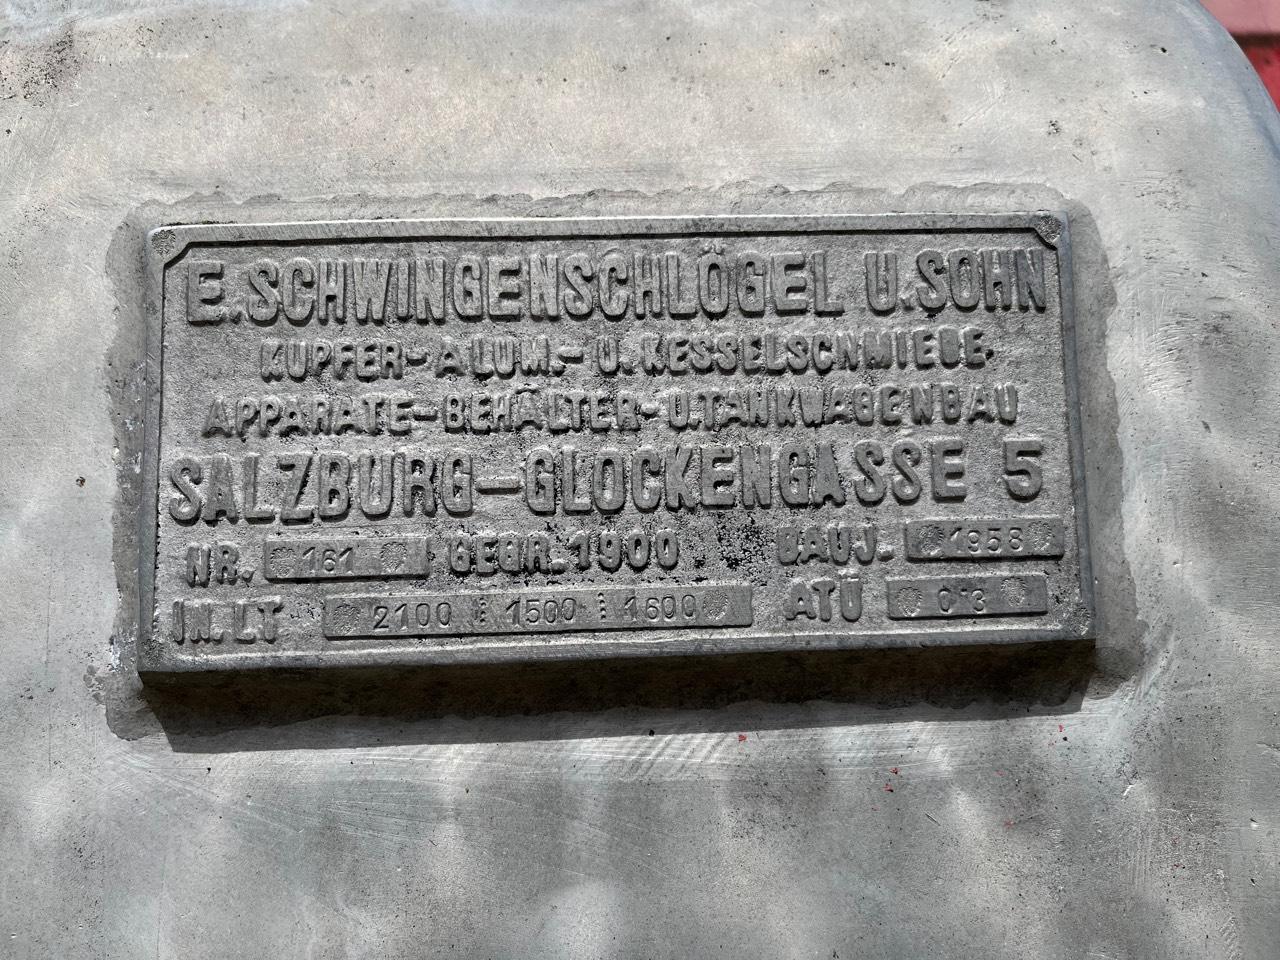 E. SCHWINGENSCHLÖGEL U. SOHN
KUPFER-ALUM.-U. KESSELSCHMIEDE.
APPARATE-BEHÄLTER-U. TANKWAGENBAU
SALZBURG-GLOCKENGASSE 5
NR. 161 GEGR. 1900 BAUJ. 1958
IN. LT 2100 1500 1600 ATÜ 0'3